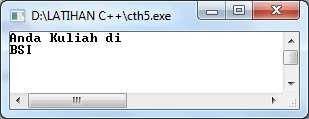 D:\LATIHAN C++\cth5.exe
Anda Kuliah di
BSI